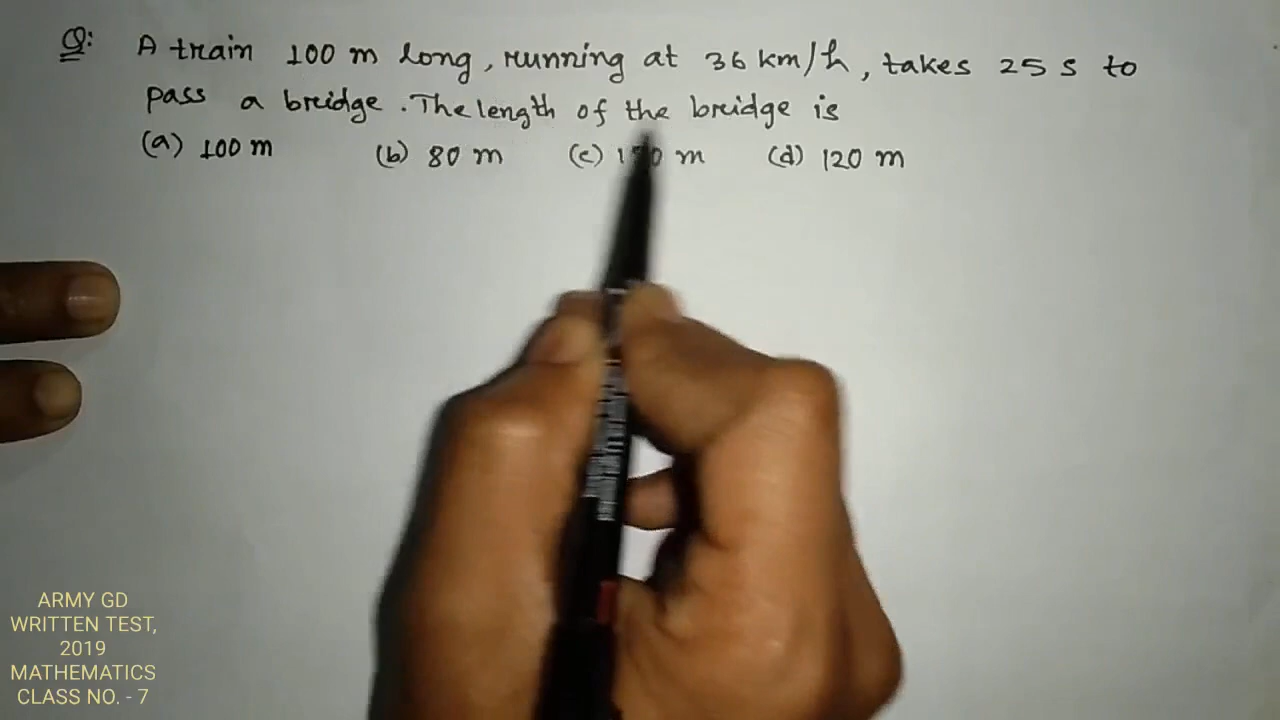 Q: A train 100 m long, running at 36 km/h, takes 25 s to
pass a bridge. The length of the bridge is
(a) 100 m (b) 80 m (c) m (d) 120 m
ARMY GD
WRITTEN TEST,
2019
MATHEMATICS
CLASS NO. - 7